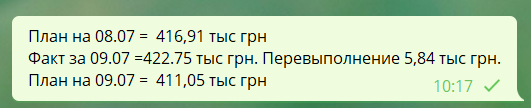 План на 08.07 =  416,91 тыс грн
Факт за 09.07 =422.75 тыс грн. Перевыполнение 5,84 тыс грн.
План на 09.07 =  411,05 тыс грн
10:17